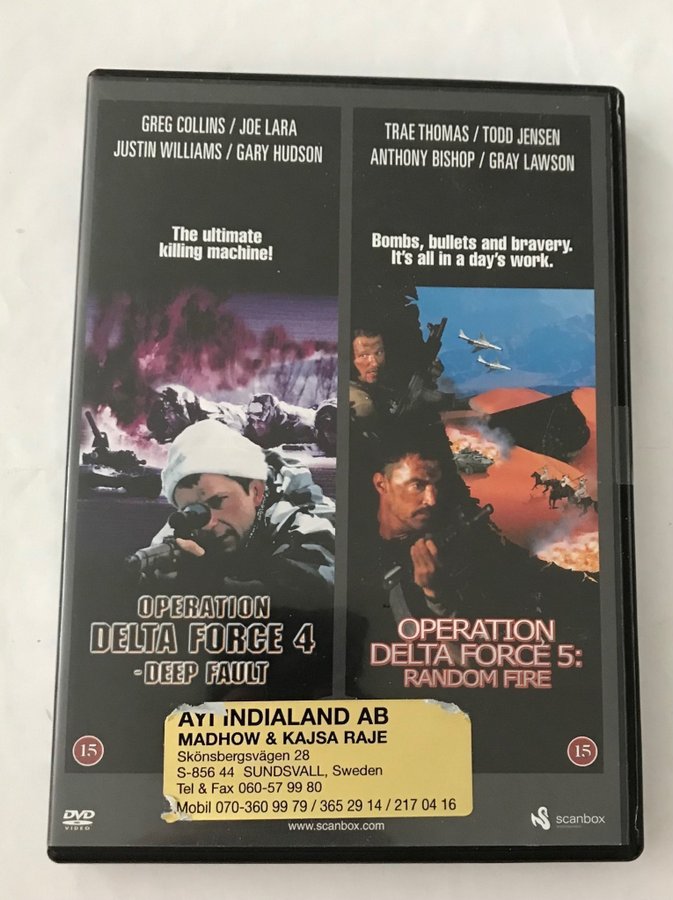 GREG COLLINS / JOE LARA
JUSTIN WILLIAMS / GARY HUDSON
The ultimate
killing machine!
OPERATION
DELTA FORCE 4
-DEEP FAULT
15
TRAE THOMAS / TODD JENSEN
ANTHONY BISHOP / GRAY LAWSON
Bombs, bullets and bravery.
It's all in a day's work.
OPERATION
DELTA FORCE 5:
RANDOM FIRE
15
INDIALAND AB
MADHOW & KAJSA RAJE
Skönsbergsvägen 28
S-856 44 SUNDSVALL, Sweden
Tel & Fax 060-57 99 80
Mobil 070-360 99 79 / 365 29 14 / 217 04 16
DVD
VIDEO
www.scanbox.com
scanbox